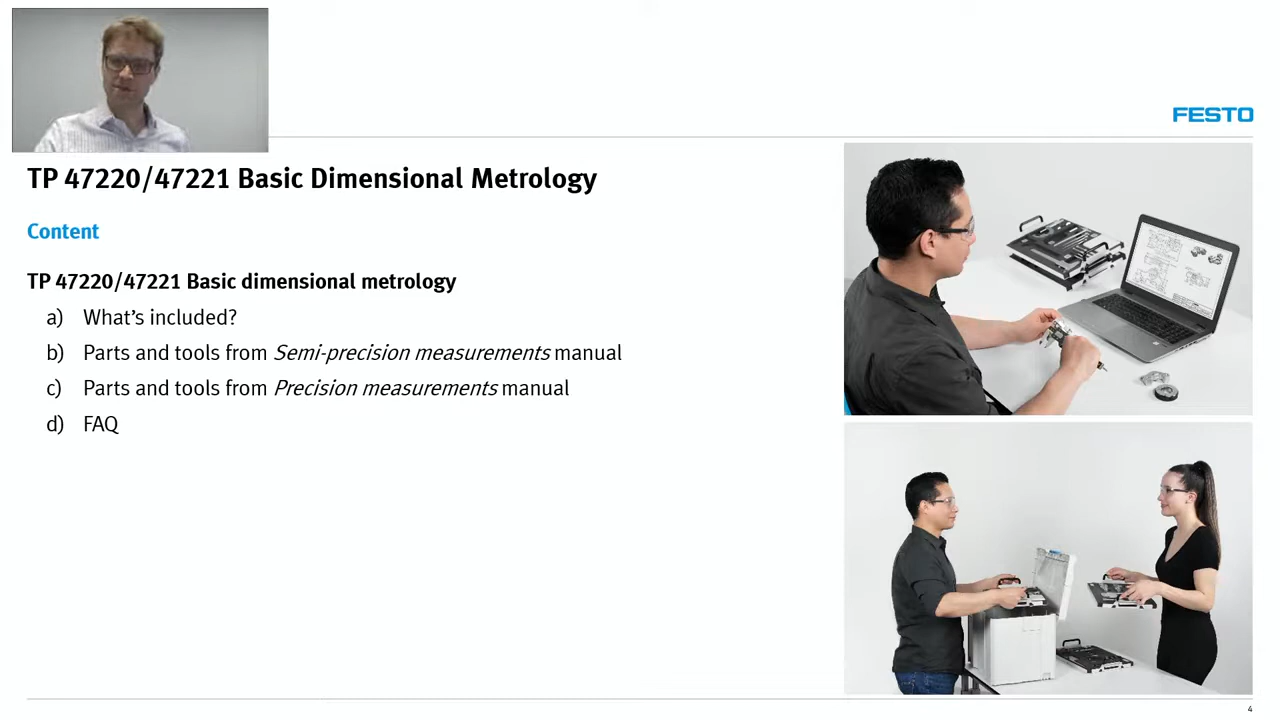 FESTO
TP 47220/47221 Basic Dimensional Metrology
Content
TP 47220/47221 Basic dimensional metrology
a) What's included?
b) Parts and tools from Semi-precision measurements manual
c) Parts and tools from Precision measurements manual
d) FAQ
4